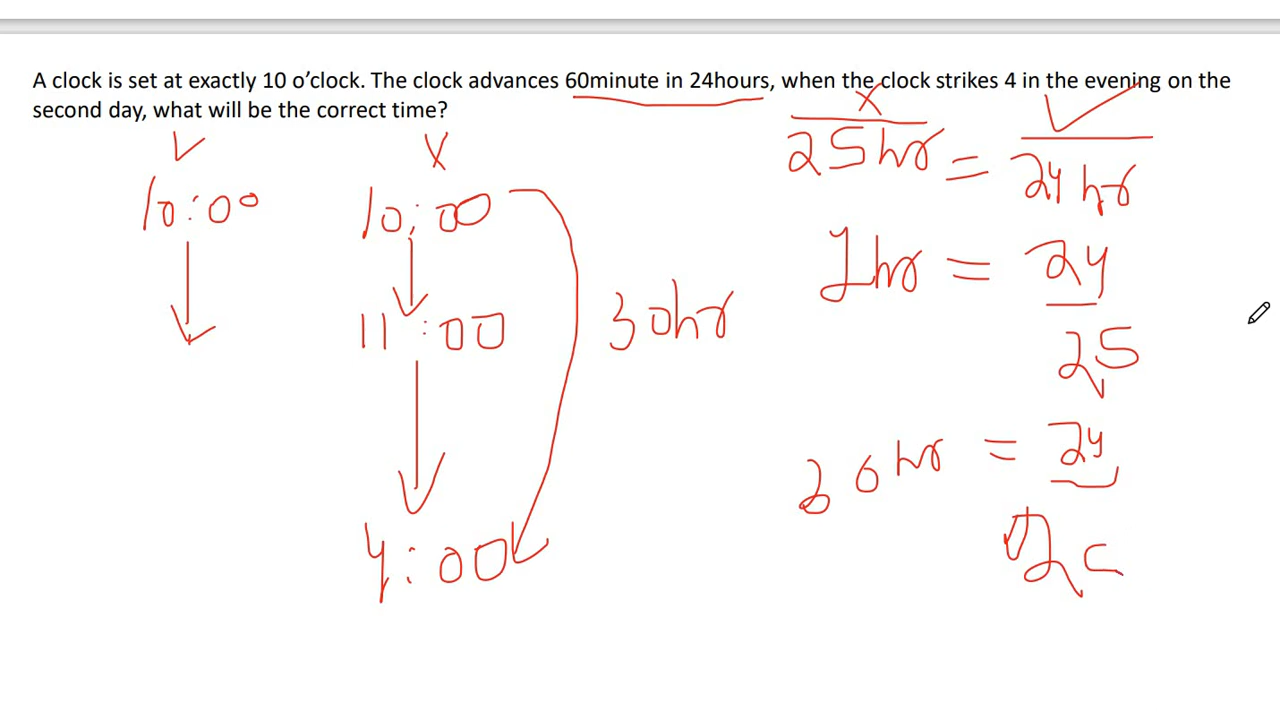 A clock is set at exactly 10 o’clock. The clock advances 60minute in 24hours, when the clock strikes 4 in the evening on the
second day, what will be the correct time?
10:00
10:00
11:00
4:00
30hr
25hr = 24hr
1hr = 24
25
30hr = 24